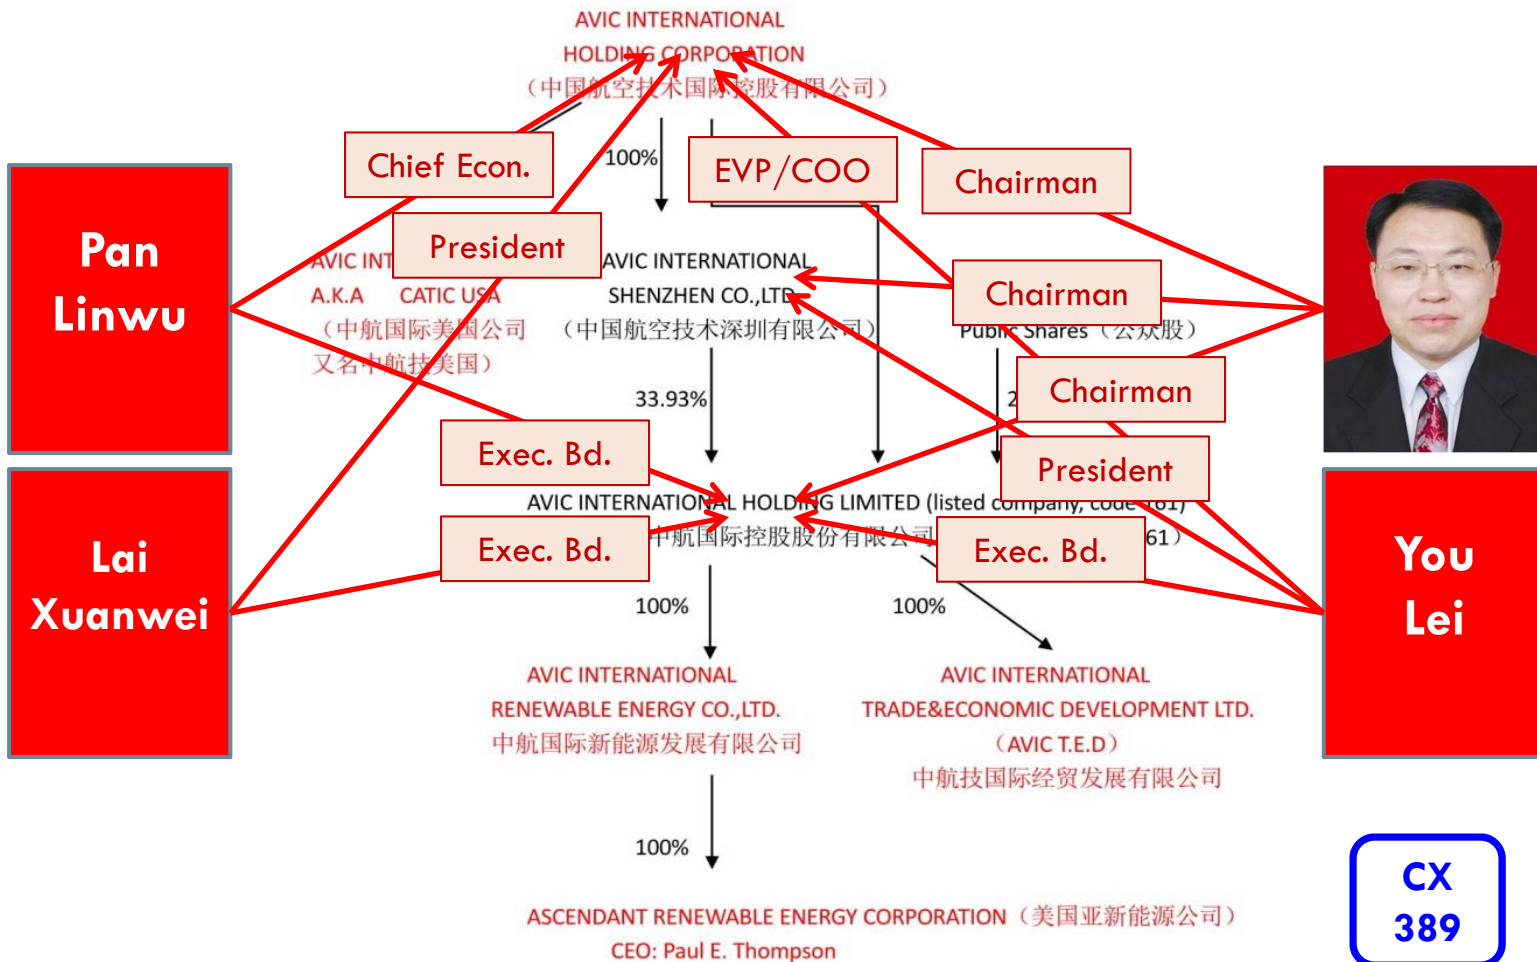 AVIC INTERNATIONAL
HOLDING CORPORATION
（中国航空技术国际控股有限公司）
Chief Econ.
100%
EVP/COO
Chairman
Pan
Linwu
President
AVIC INT
A.K.A CATIC USA
（中航国际美国公司
又名中航技美国）
AVIC INTERNATIONAL
SHENZHEN CO.,LTD
（中国航空技术深圳有限公司）
Chairman
Public Shares（公众股）
33.93%
2
Chairman
Exec. Bd.
President
AVIC INTERNATIONAL HOLDING LIMITED (listed company, code 161)
中航国际控股股份有限公司
61）
Lai
Xuanwei
Exec. Bd.
Exec. Bd.
You
Lei
100%
100%
AVIC INTERNATIONAL
RENEWABLE ENERGY CO.,LTD.
中航国际新能源发展有限公司
AVIC INTERNATIONAL
TRADE&ECONOMIC DEVELOPMENT LTD.
（AVIC T.E.D）
中航技国际经贸发展有限公司
100%
ASCENDANT RENEWABLE ENERGY CORPORATION（美国亚新能源公司）
CEO: Paul E. Thompson
CX
389